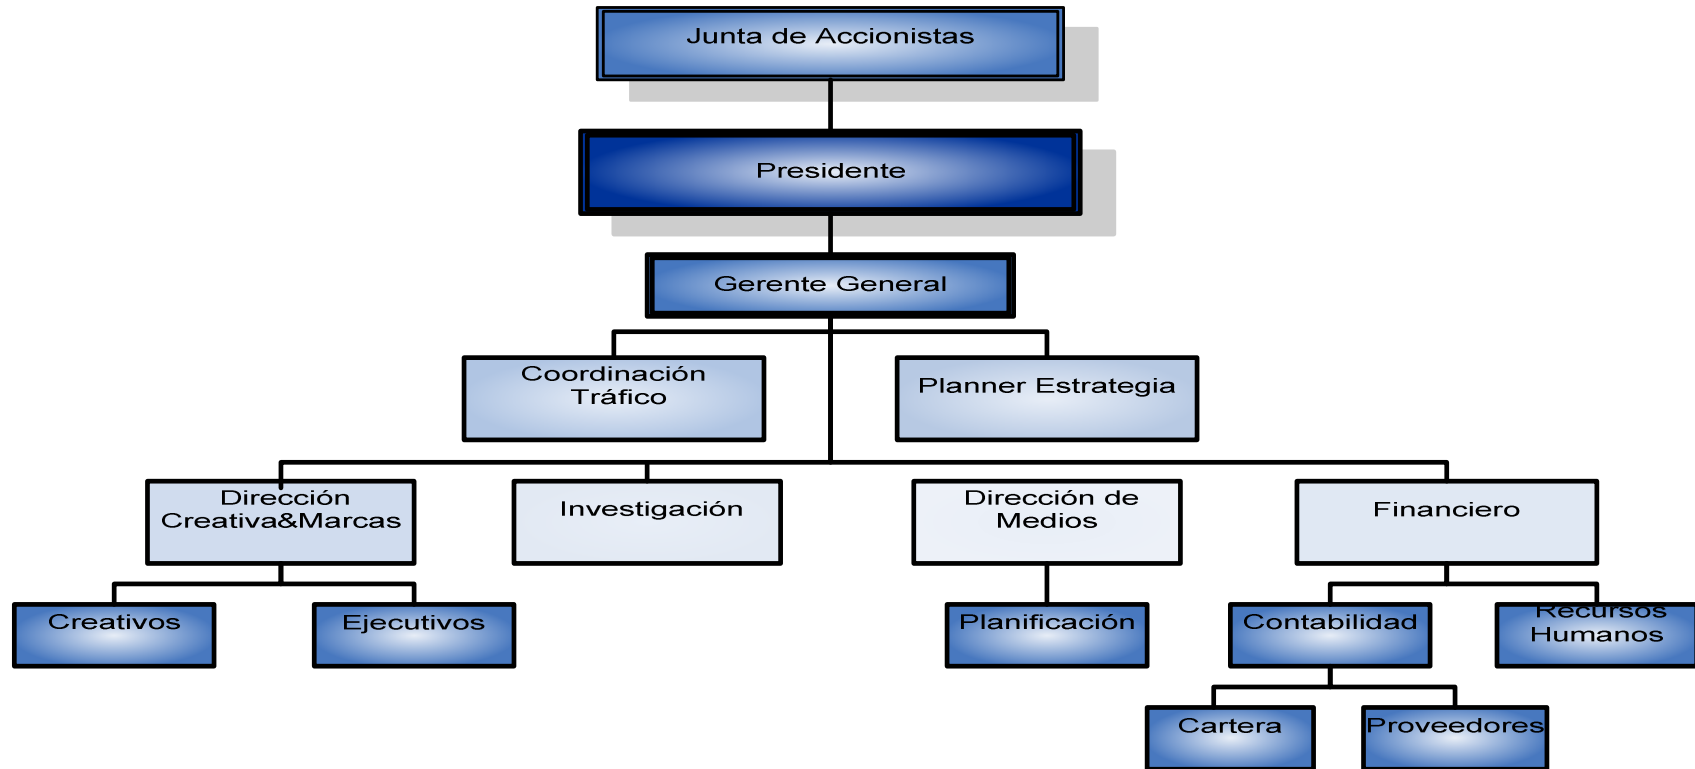 Junta de Accionistas
Presidente
Gerente General
Coordinación
Tráfico
Planner Estrategia
Dirección
Creativa&Marcas
Investigación
Dirección de
Medios
Financiero
Creativos
Ejecutivos
Planificación
Contabilidad
Recursos
Humanos
Cartera
Proveedores